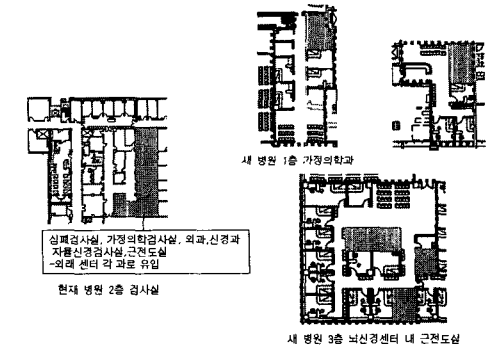 새 병원 1층 가정의학과
심폐검사실, 가정의학검사실, 외과,신경과
자율신경검사실,근전도실
-외래 센터 각 과로 유입
현재 병원 2층 검사실
새 병원 3층 뇌신경센터 내 근전도실